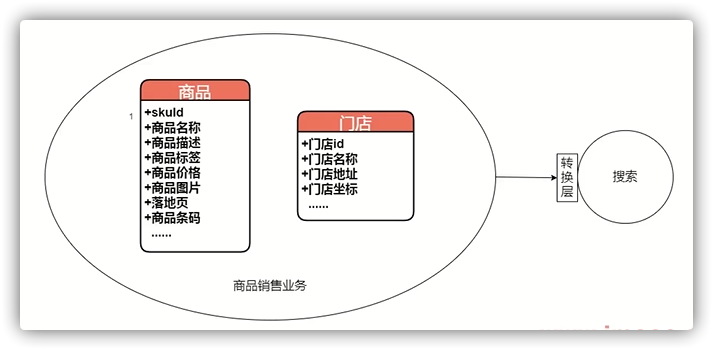 商品
1
+skuId
+商品名称
+商品描述
+商品标签
+商品价格
+商品图片
+落地页
+商品条码
......
门店
+门店id
+门店名称
+门店地址
+门店坐标
......
转换层
搜索
商品销售业务